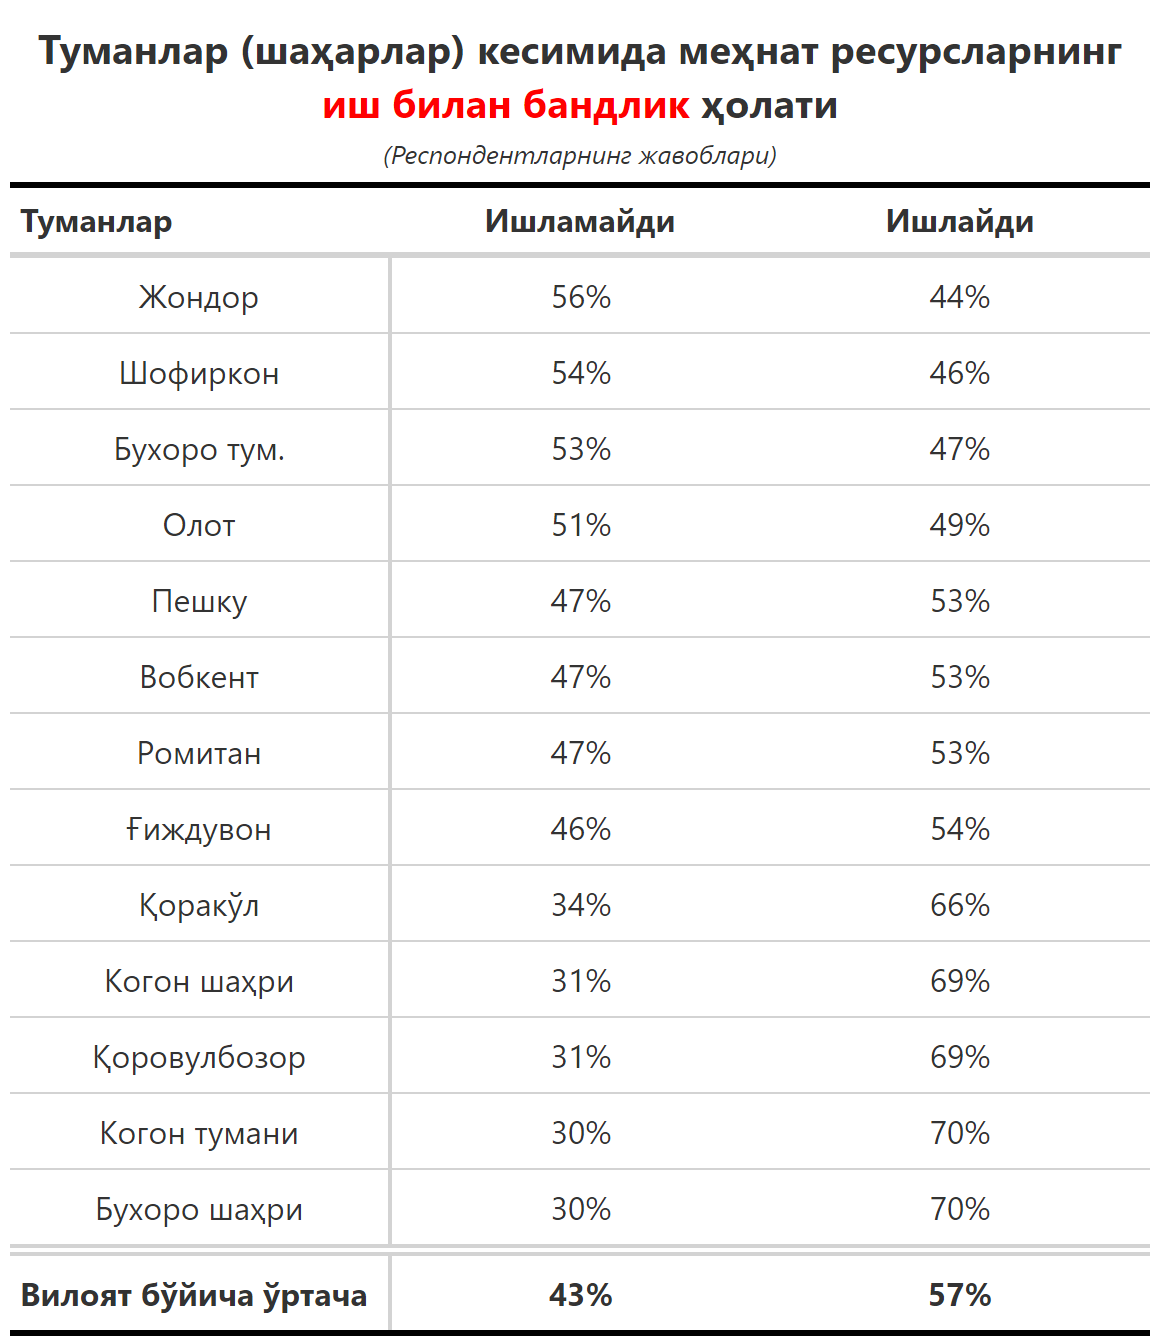 Туманлар (шаҳарлар) кесимида меҳнат ресурсларнинг
иш билан бандлик ҳолати
(Респондентларнинг жавоблари)
Туманлар Ишламайди Ишлайди
Жондор 56% 44%
Шофиркон 54% 46%
Бухоро тум. 53% 47%
Олот 51% 49%
Пешку 47% 53%
Вобкент 47% 53%
Ромитан 47% 53%
Ғиждувон 46% 54%
Қоракўл 34% 66%
Когон шаҳри 31% 69%
Қоровулбозор 31% 69%
Когон тумани 30% 70%
Бухоро шаҳри 30% 70%
Вилоят бўйича ўртача 43% 57%